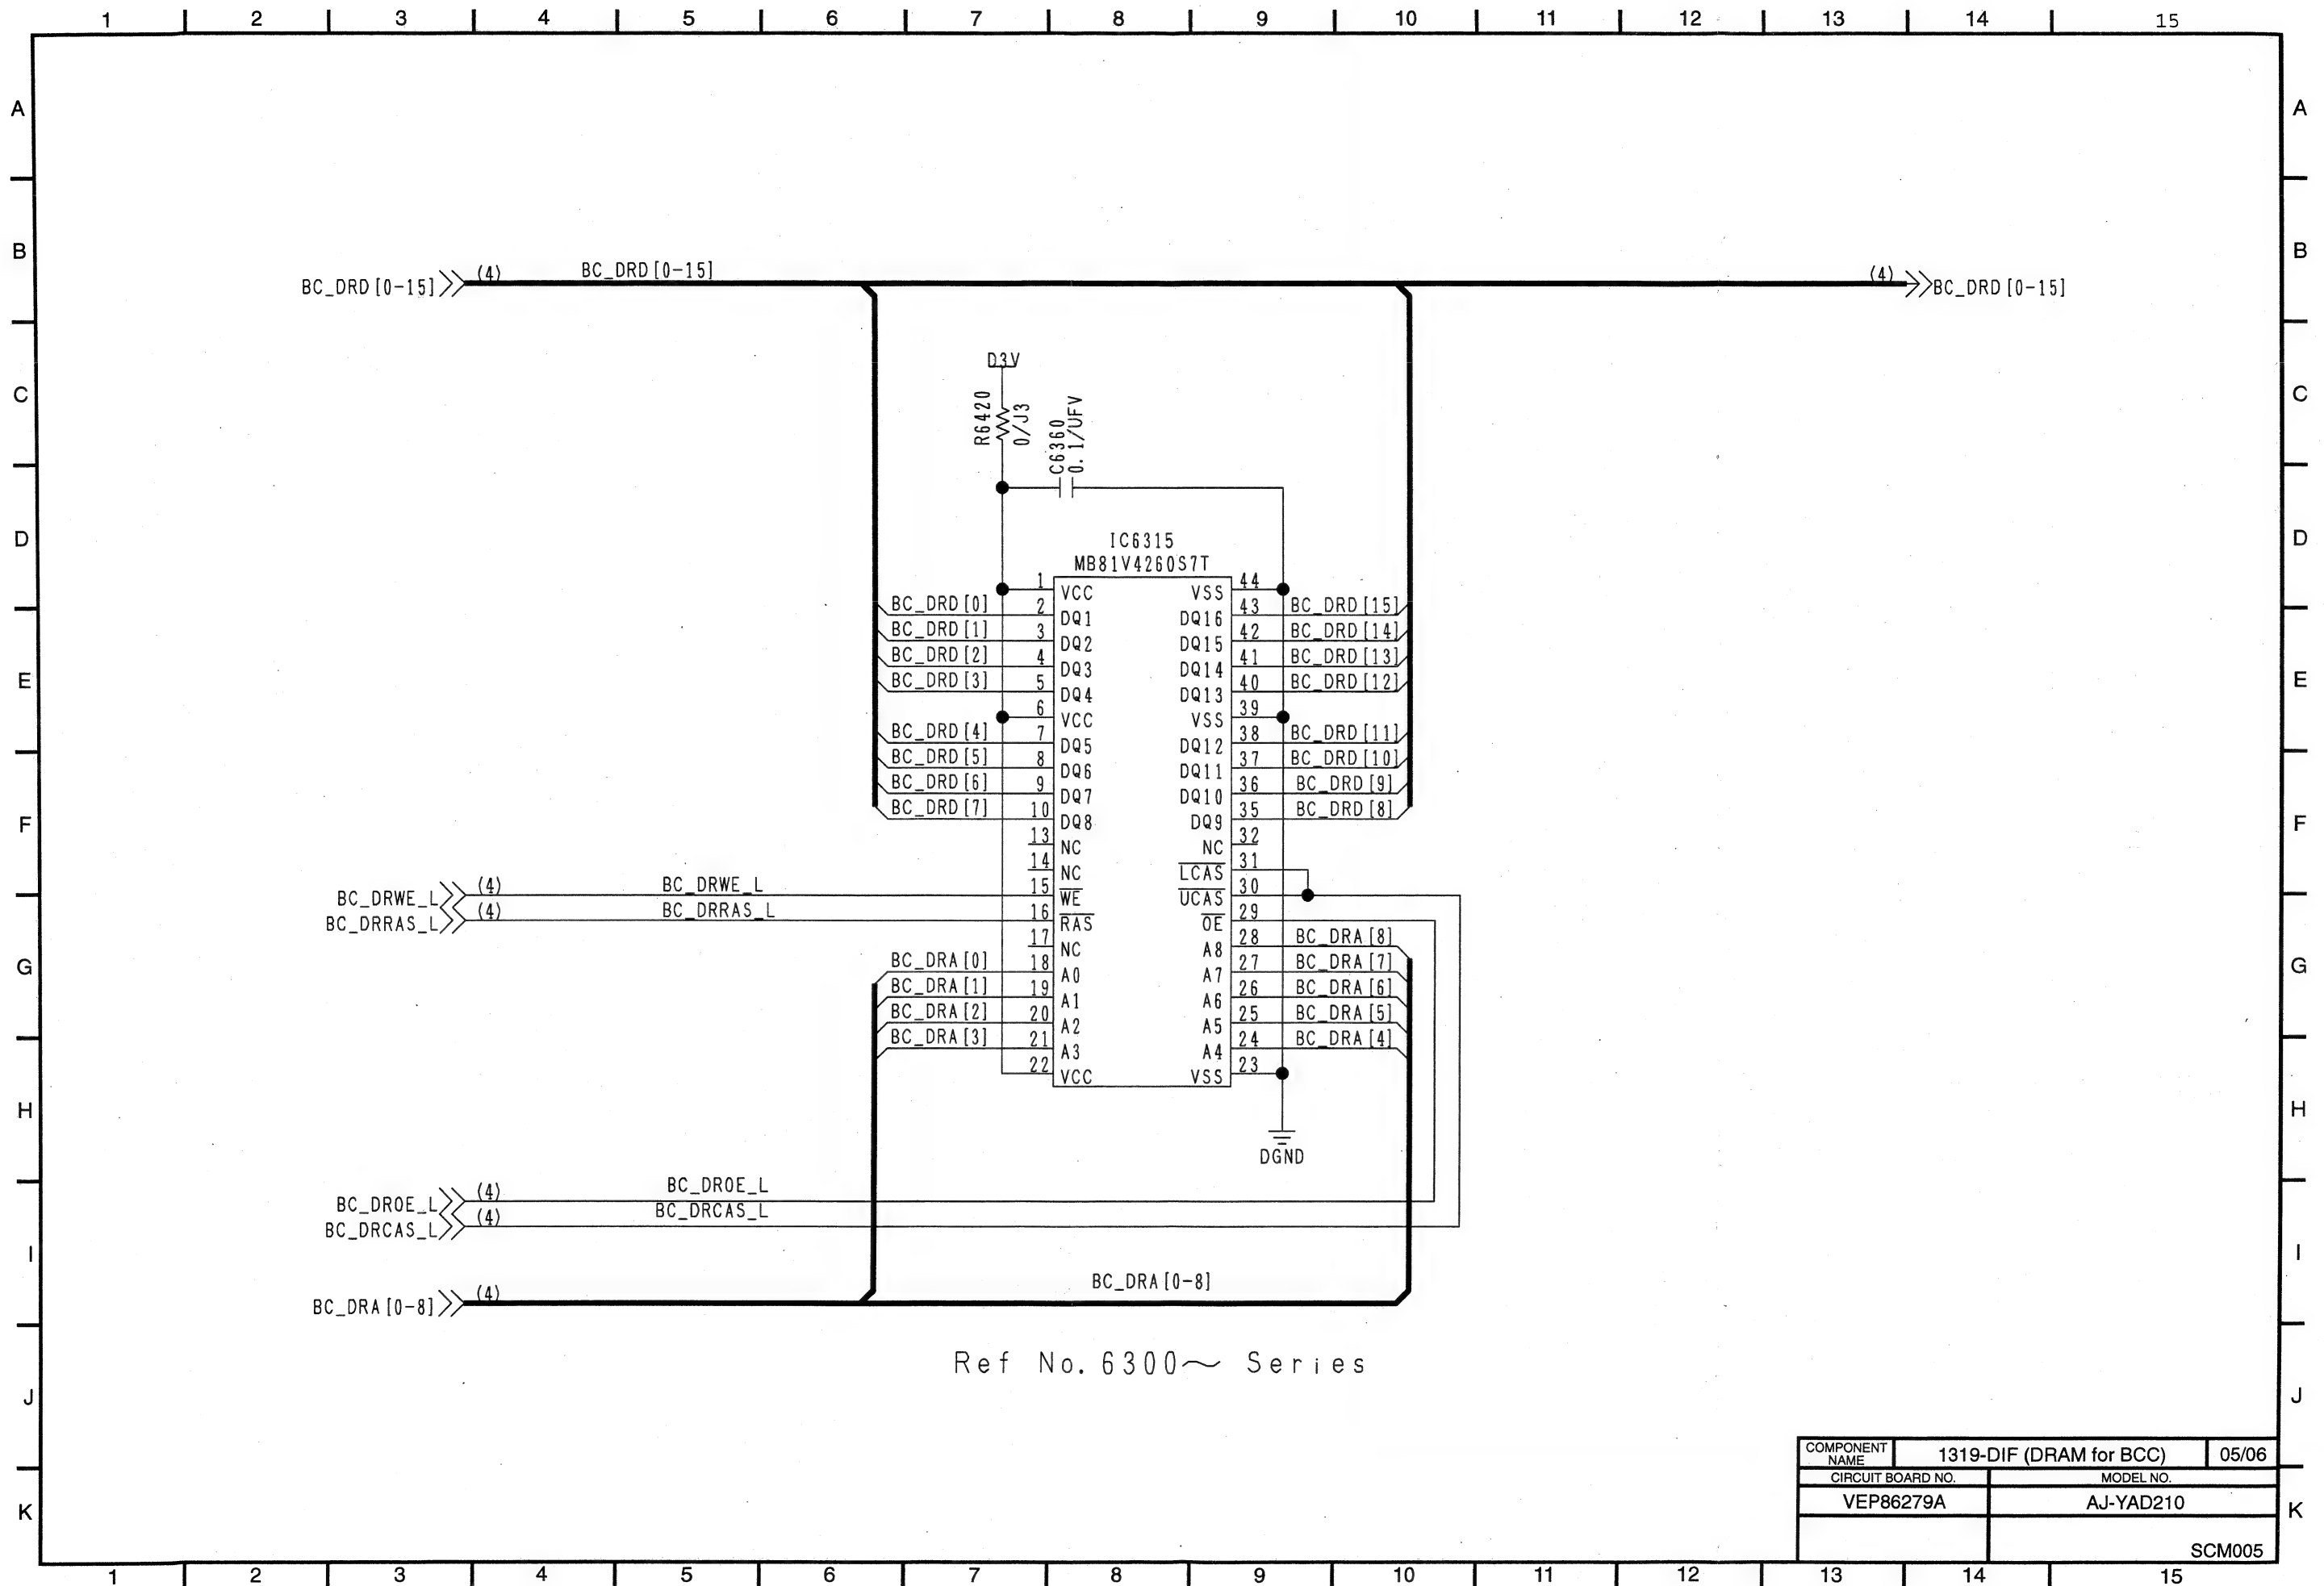 1 2 3 4 5 6 7 8 9 10 11 12 13 14 15
A A
B B
BC_DRD[0-15] (4) BC_DRD[0-15] (4) BC_DRD[0-15]
D3V
C C
R6420
0/J3
C6360
0.1/UFV
D D
IC6315
MB81V4260S7T
1 VCC VSS 44
BC_DRD[0] 2 DQ1 DQ16 43 BC_DRD[15]
BC_DRD[1] 3 DQ2 DQ15 42 BC_DRD[14]
BC_DRD[2] 4 DQ3 DQ14 41 BC_DRD[13]
E BC_DRD[3] 5 DQ4 DQ13 40 BC_DRD[12] E
6 VCC VSS 39
BC_DRD[4] 7 DQ5 DQ12 38 BC_DRD[11]
BC_DRD[5] 8 DQ6 DQ11 37 BC_DRD[10]
BC_DRD[6] 9 DQ7 DQ10 36 BC_DRD[9]
BC_DRD[7] 10 DQ8 DQ9 35 BC_DRD[8]
F F
13 NC NC 32
14 NC LCAS 31
BC_DRWE_L (4) BC_DRWE_L 15 WE UCAS 30
BC_DRRAS_L (4) BC_DRRAS_L 16 RAS OE 29
17 NC A8 28 BC_DRA[8]
G BC_DRA[0] 18 A0 A7 27 BC_DRA[7] G
BC_DRA[1] 19 A1 A6 26 BC_DRA[6]
BC_DRA[2] 20 A2 A5 25 BC_DRA[5]
BC_DRA[3] 21 A3 A4 24 BC_DRA[4]
22 VCC VSS 23
H H
DGND
BC_DROE_L (4) BC_DROE_L
BC_DRCAS_L (4) BC_DRCAS_L
I I
BC_DRA[0-8] (4) BC_DRA[0-8]
Ref No.6300~ Series
J J
COMPONENT NAME 1319-DIF (DRAM for BCC) 05/06
CIRCUIT BOARD NO. MODEL NO.
K VEP86279A AJ-YAD210 K
SCM005
1 2 3 4 5 6 7 8 9 10 11 12 13 14 15